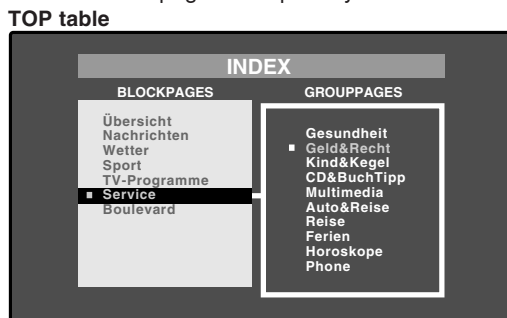 TOP table
INDEX
BLOCKPAGES
GROUPPAGES
Übersicht
Nachrichten
Wetter
Sport
TV-Programme
Service
Boulevard
Gesundheit
Geld&Recht
Kind&Kegel
CD&BuchTipp
Multimedia
Auto&Reise
Reise
Ferien
Horoskope
Phone